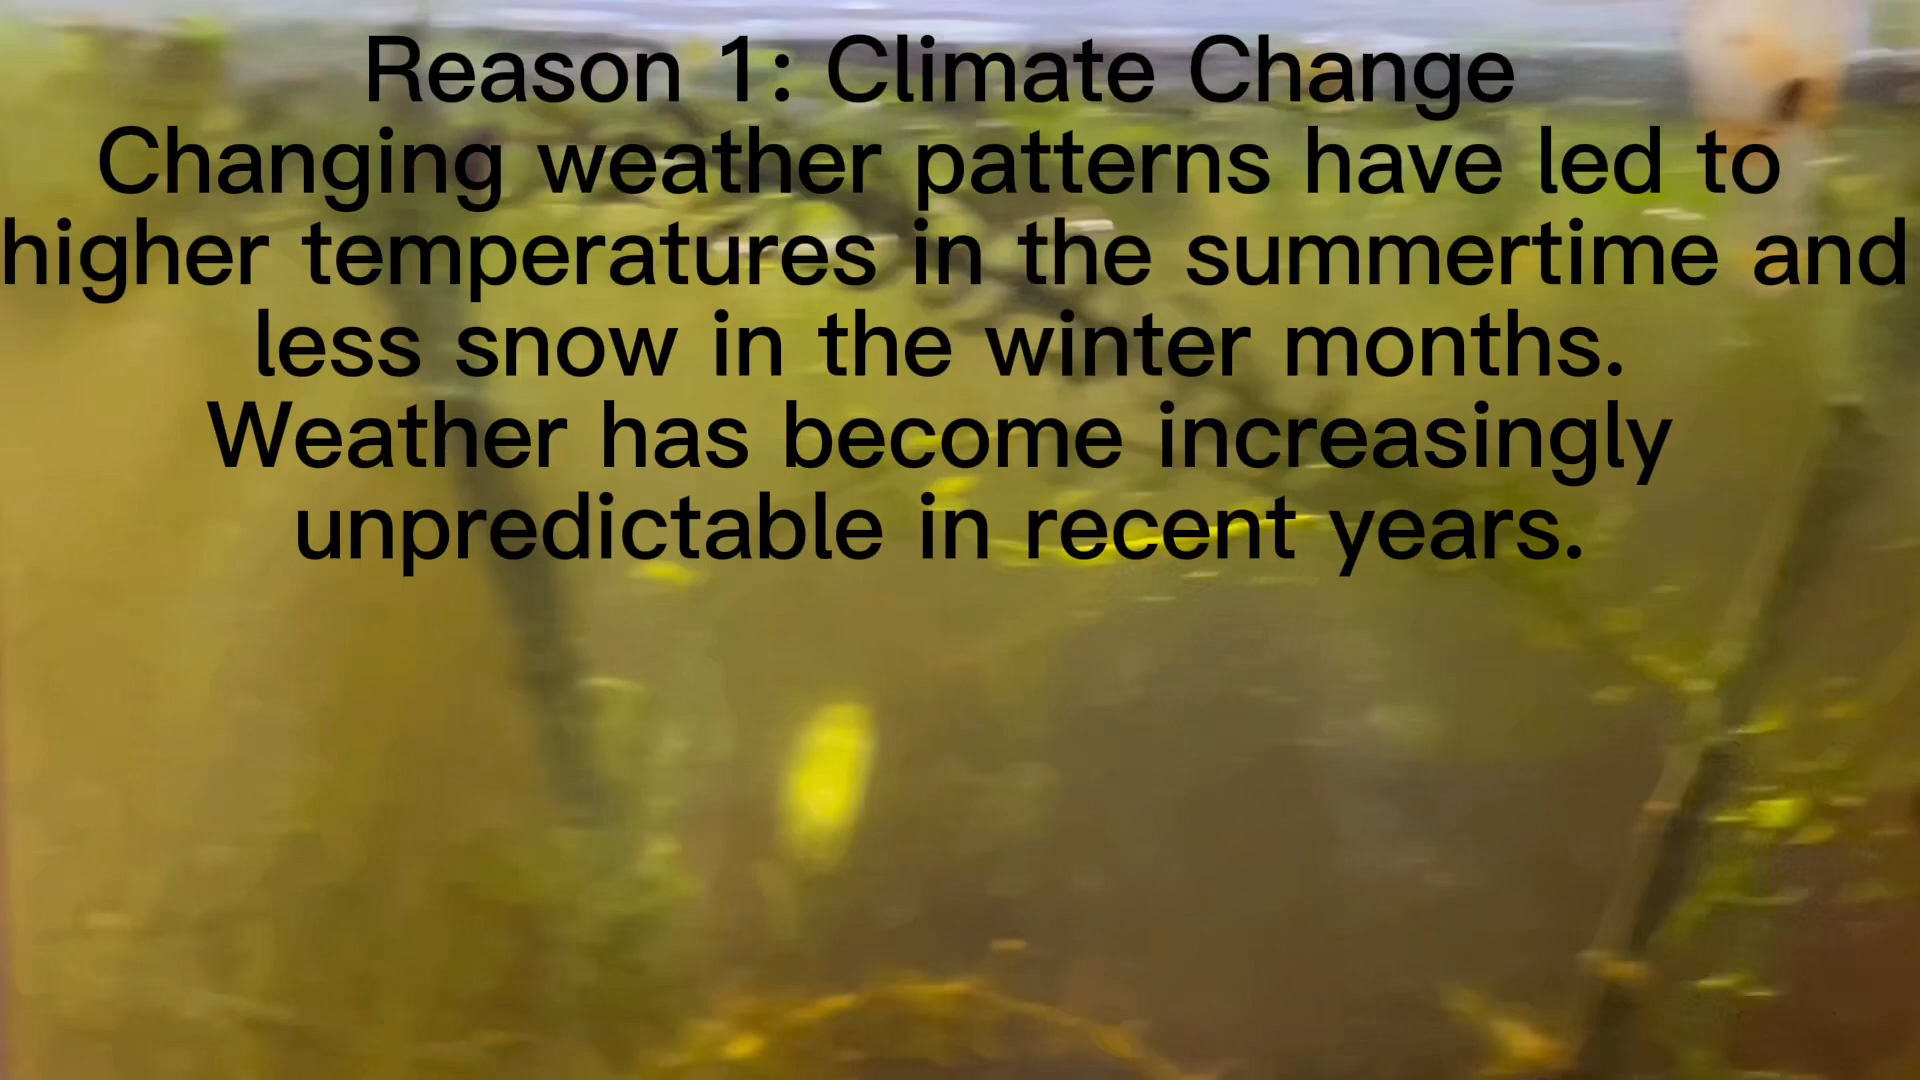 Reason 1: Climate Change
Changing weather patterns have led to
higher temperatures in the summertime and
less snow in the winter months.
Weather has become increasingly
unpredictable in recent years.